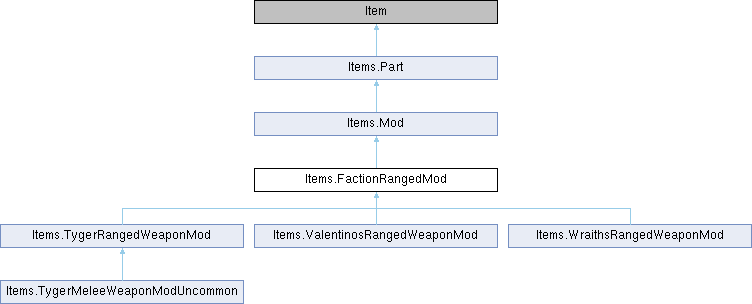 Item
Items.Part
Items.Mod
Items.FactionRangedMod
Items.TygerRangedWeaponMod
Items.ValentinosRangedWeaponMod
Items.WraithsRangedWeaponMod
Items.TygerMeleeWeaponModUncommon